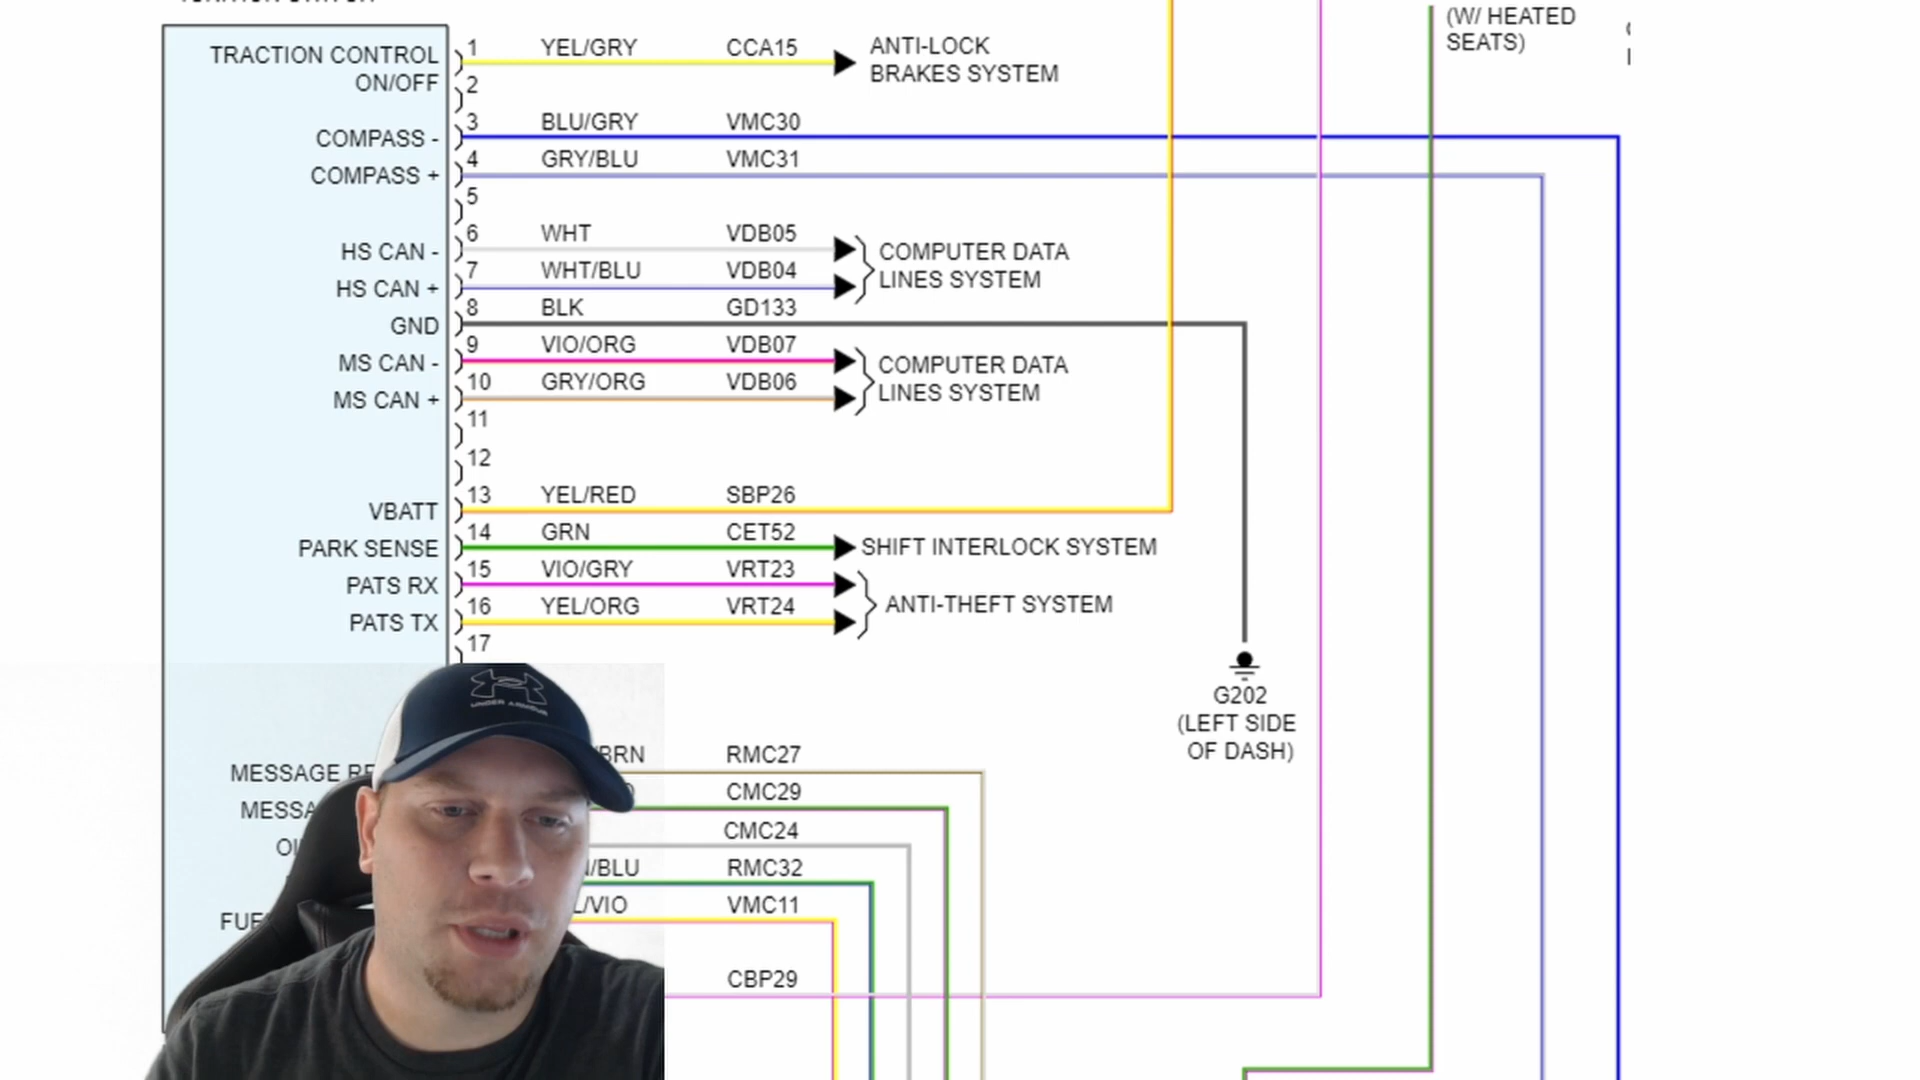 (W/ HEATED
SEATS)
TRACTION CONTROL
ON/OFF
1 YEL/GRY CCA15
ANTI-LOCK
BRAKES SYSTEM
2
COMPASS -
3 BLU/GRY VMC30
COMPASS +
4 GRY/BLU VMC31
5
HS CAN -
6 WHT VDB05
HS CAN +
7 WHT/BLU VDB04
COMPUTER DATA
LINES SYSTEM
GND
8 BLK GD133
MS CAN -
9 VIO/ORG VDB07
MS CAN +
10 GRY/ORG VDB06
COMPUTER DATA
LINES SYSTEM
11
12
VBATT
13 YEL/RED SBP26
PARK SENSE
14 GRN CET52
SHIFT INTERLOCK SYSTEM
PATS RX
15 VIO/GRY VRT23
PATS TX
16 YEL/ORG VRT24
ANTI-THEFT SYSTEM
17
G202
(LEFT SIDE
OF DASH)
UNDER ARMOUR
MESSAGE
BRN RMC27
CMC29
CMC24
/BLU RMC32
/VIO VMC11
CBP29